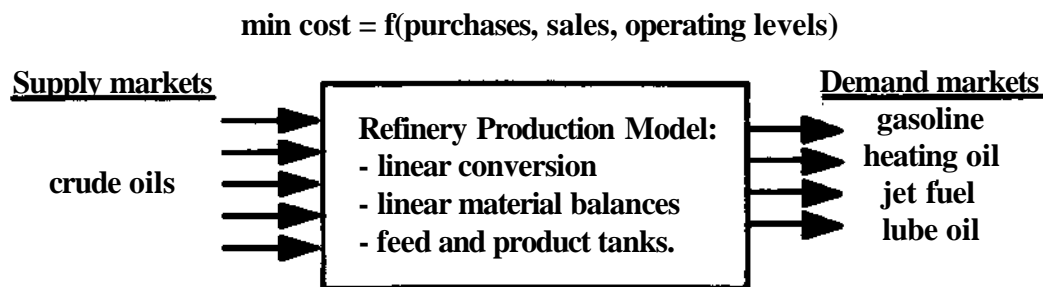 min cost = f(purchases, sales, operating levels)
Supply markets
crude oils
Refinery Production Model:
- linear conversion
- linear material balances
- feed and product tanks.
Demand markets
gasoline
heating oil
jet fuel
lube oil